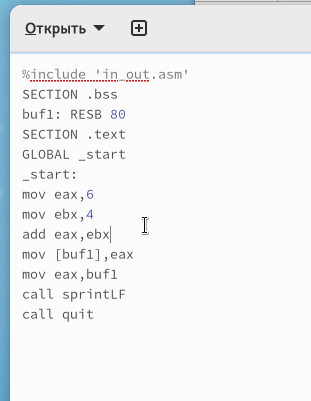 Открыть
%include 'in_out.asm'
SECTION .bss
buf1: RESB 80
SECTION .text
GLOBAL _start
_start:
mov eax,6
mov ebx,4
add eax,ebx
mov [buf1],eax
mov eax,buf1
call sprintLF
call quit